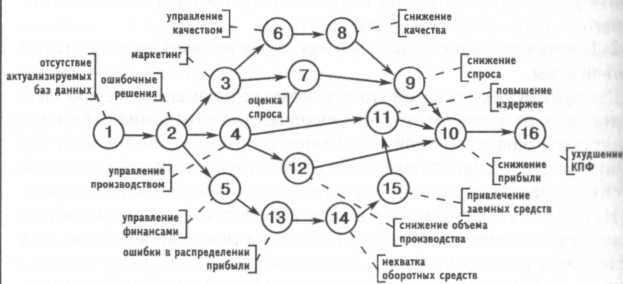 управление
качеством
6
8
снижение
качества
маркетинг
отсутствие
актуализируемых
баз данных
ошибочные
решения
3
7
9
снижение
спроса
оценка
спроса
повышение
издержек
1
2
4
11
10
16
управление
производством
12
снижение
прибыли
ухудшение
КПФ
5
15
привлечение
заемных средств
управление
финансами
13
14
снижение объема
производства
ошибки в распределении
прибыли
нехватка
оборотных средств